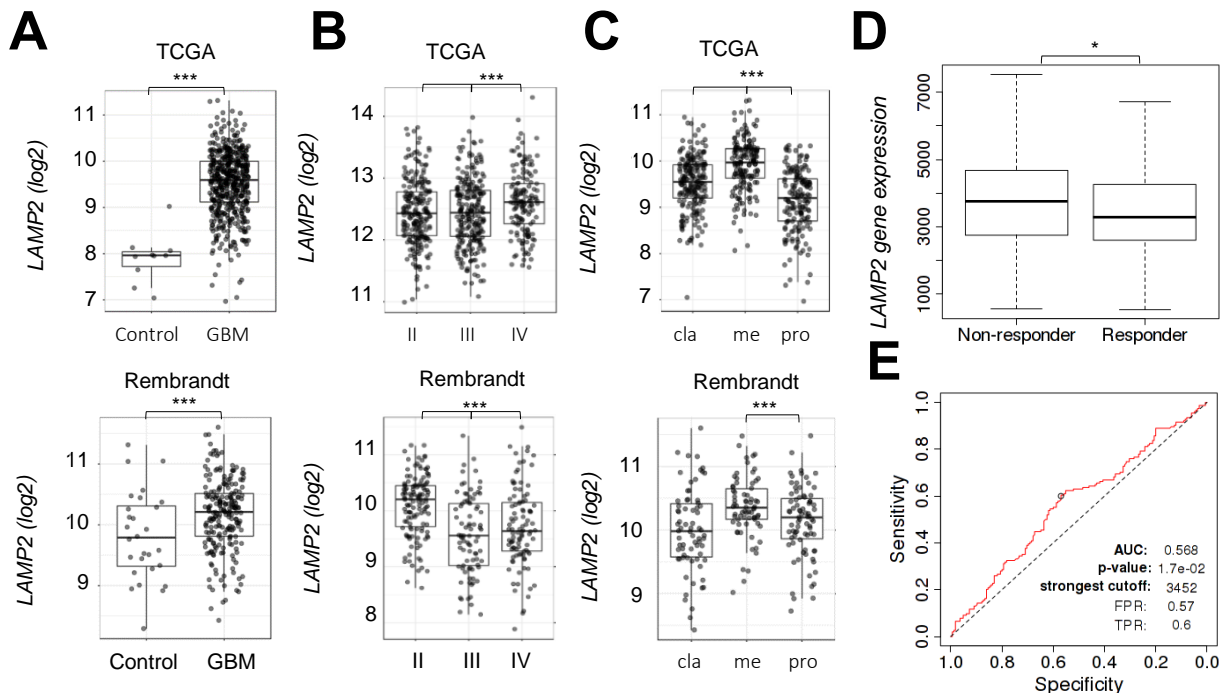 A
TCGA
***
LAMP2 (log2)
11
10
9
8
7
Control GBM
Rembrandt
***
LAMP2 (log2)
11
10
9
Control GBM
B
TCGA
***
LAMP2 (log2)
14
13
12
11
II III IV
Rembrandt
***
LAMP2 (log2)
11
10
9
8
II III IV
C
TCGA
***
LAMP2 (log2)
11
10
9
8
7
cla me pro
Rembrandt
***
LAMP2 (log2)
11
10
9
cla me pro
D
*
LAMP2 gene expression
7000
5000
3000
1000
Non-responder Responder
E
Sensitivity
1.0
0.8
0.6
0.4
0.2
0.0
AUC: 0.568
p-value: 1.7e-02
strongest cutoff: 3452
FPR: 0.57
TPR: 0.6
1.0 0.8 0.6 0.4 0.2 0.0
Specificity